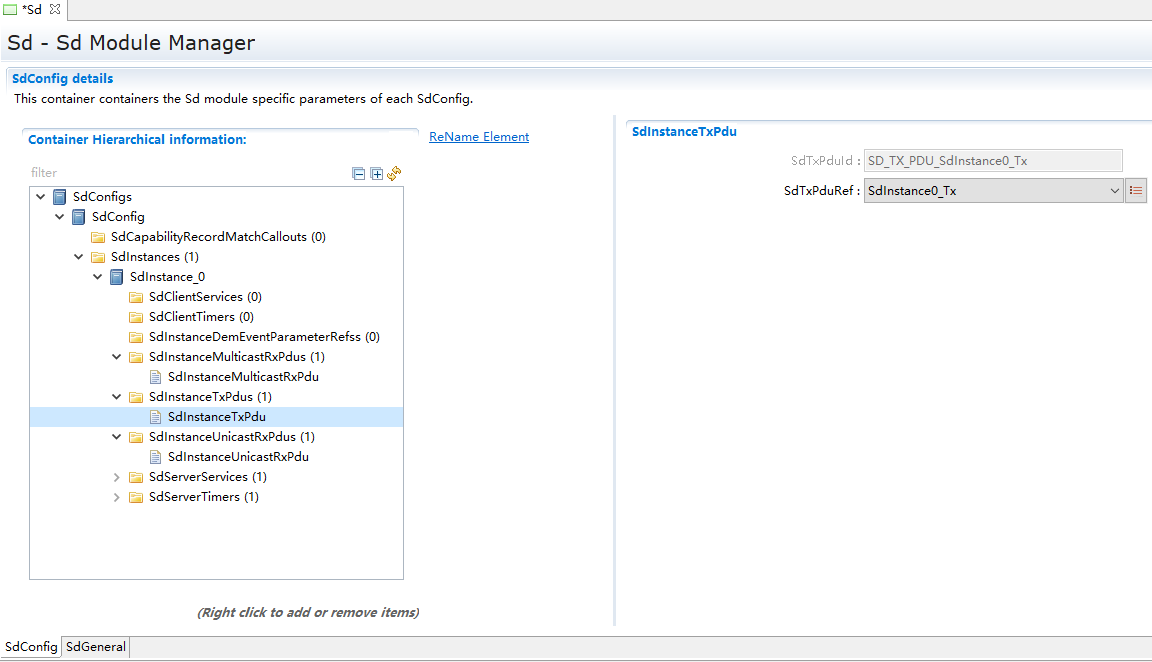 *Sd
Sd - Sd Module Manager
SdConfig details
This container containers the Sd module specific parameters of each SdConfig.
Container Hierarchical information:
ReName Element
filter
SdConfigs
SdConfig
SdCapabilityRecordMatchCallouts (0)
SdInstances (1)
SdInstance_0
SdClientServices (0)
SdClientTimers (0)
SdInstanceDemEventParameterRefss (0)
SdInstanceMulticastRxPdus (1)
SdInstanceMulticastRxPdu
SdInstanceTxPdus (1)
SdInstanceTxPdu
SdInstanceUnicastRxPdus (1)
SdInstanceUnicastRxPdu
SdServerServices (1)
SdServerTimers (1)
(Right click to add or remove items)
SdInstanceTxPdu
SdTxPduId : SD_TX_PDU_SdInstance0_Tx
SdTxPduRef : SdInstance0_Tx
SdConfig SdGeneral